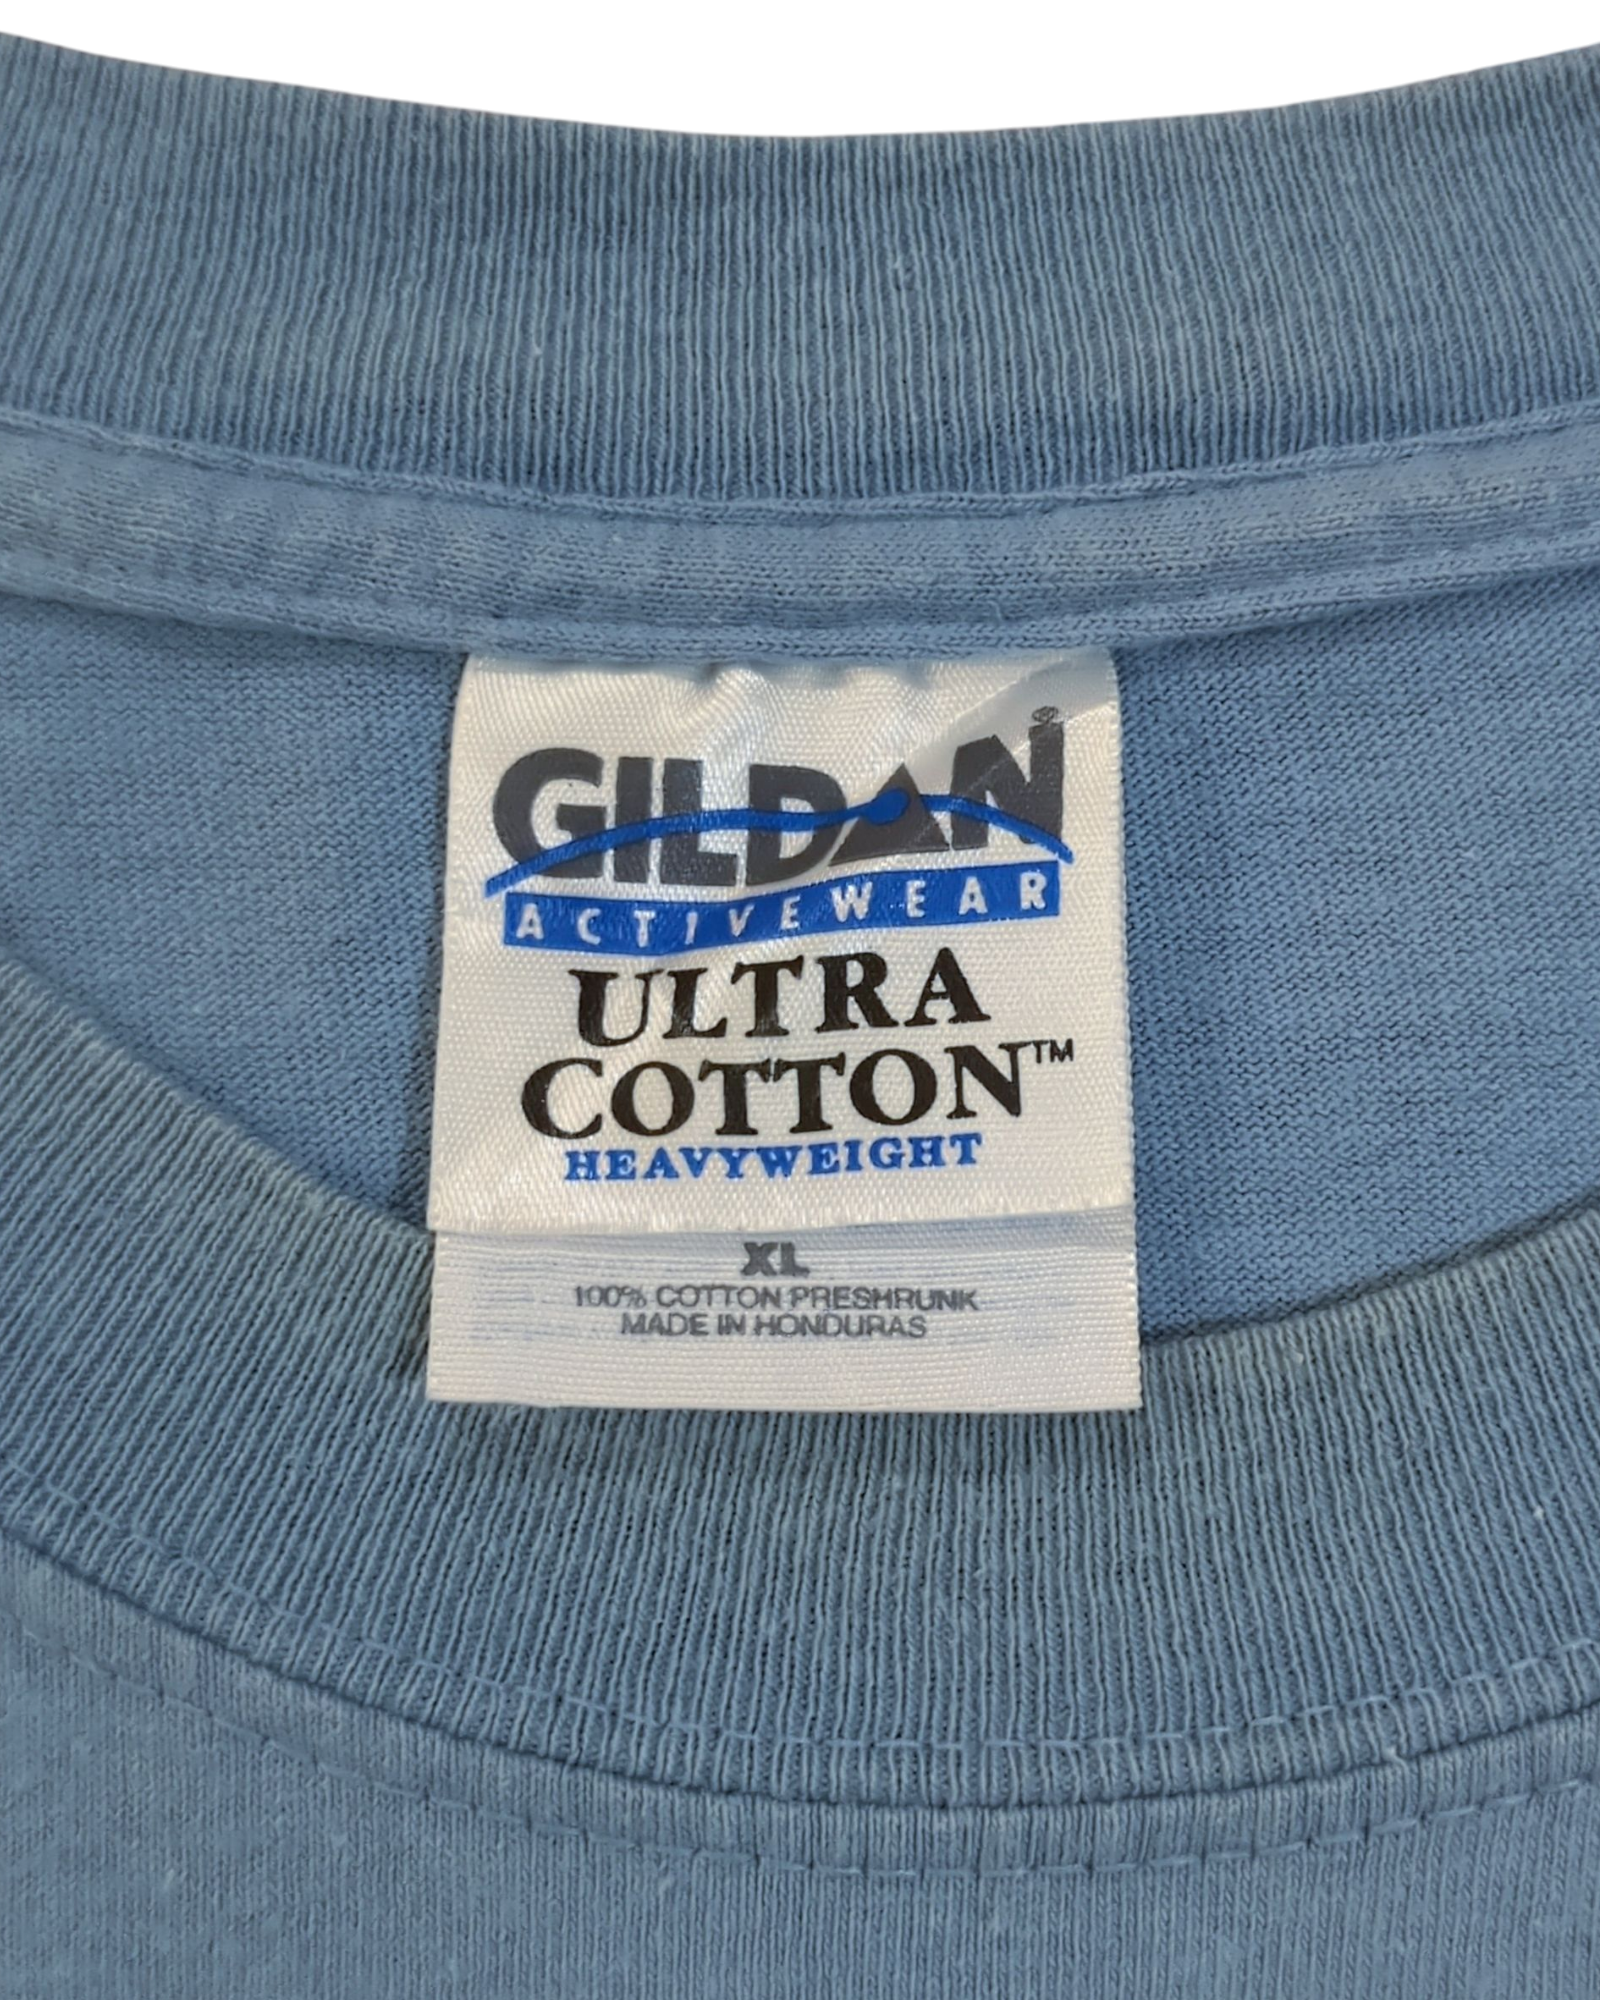 GILDAN®
ACTIVEWEAR
ULTRA
COTTON™
HEAVYWEIGHT
XL
100% COTTON PRESHRUNK
MADE IN HONDURAS